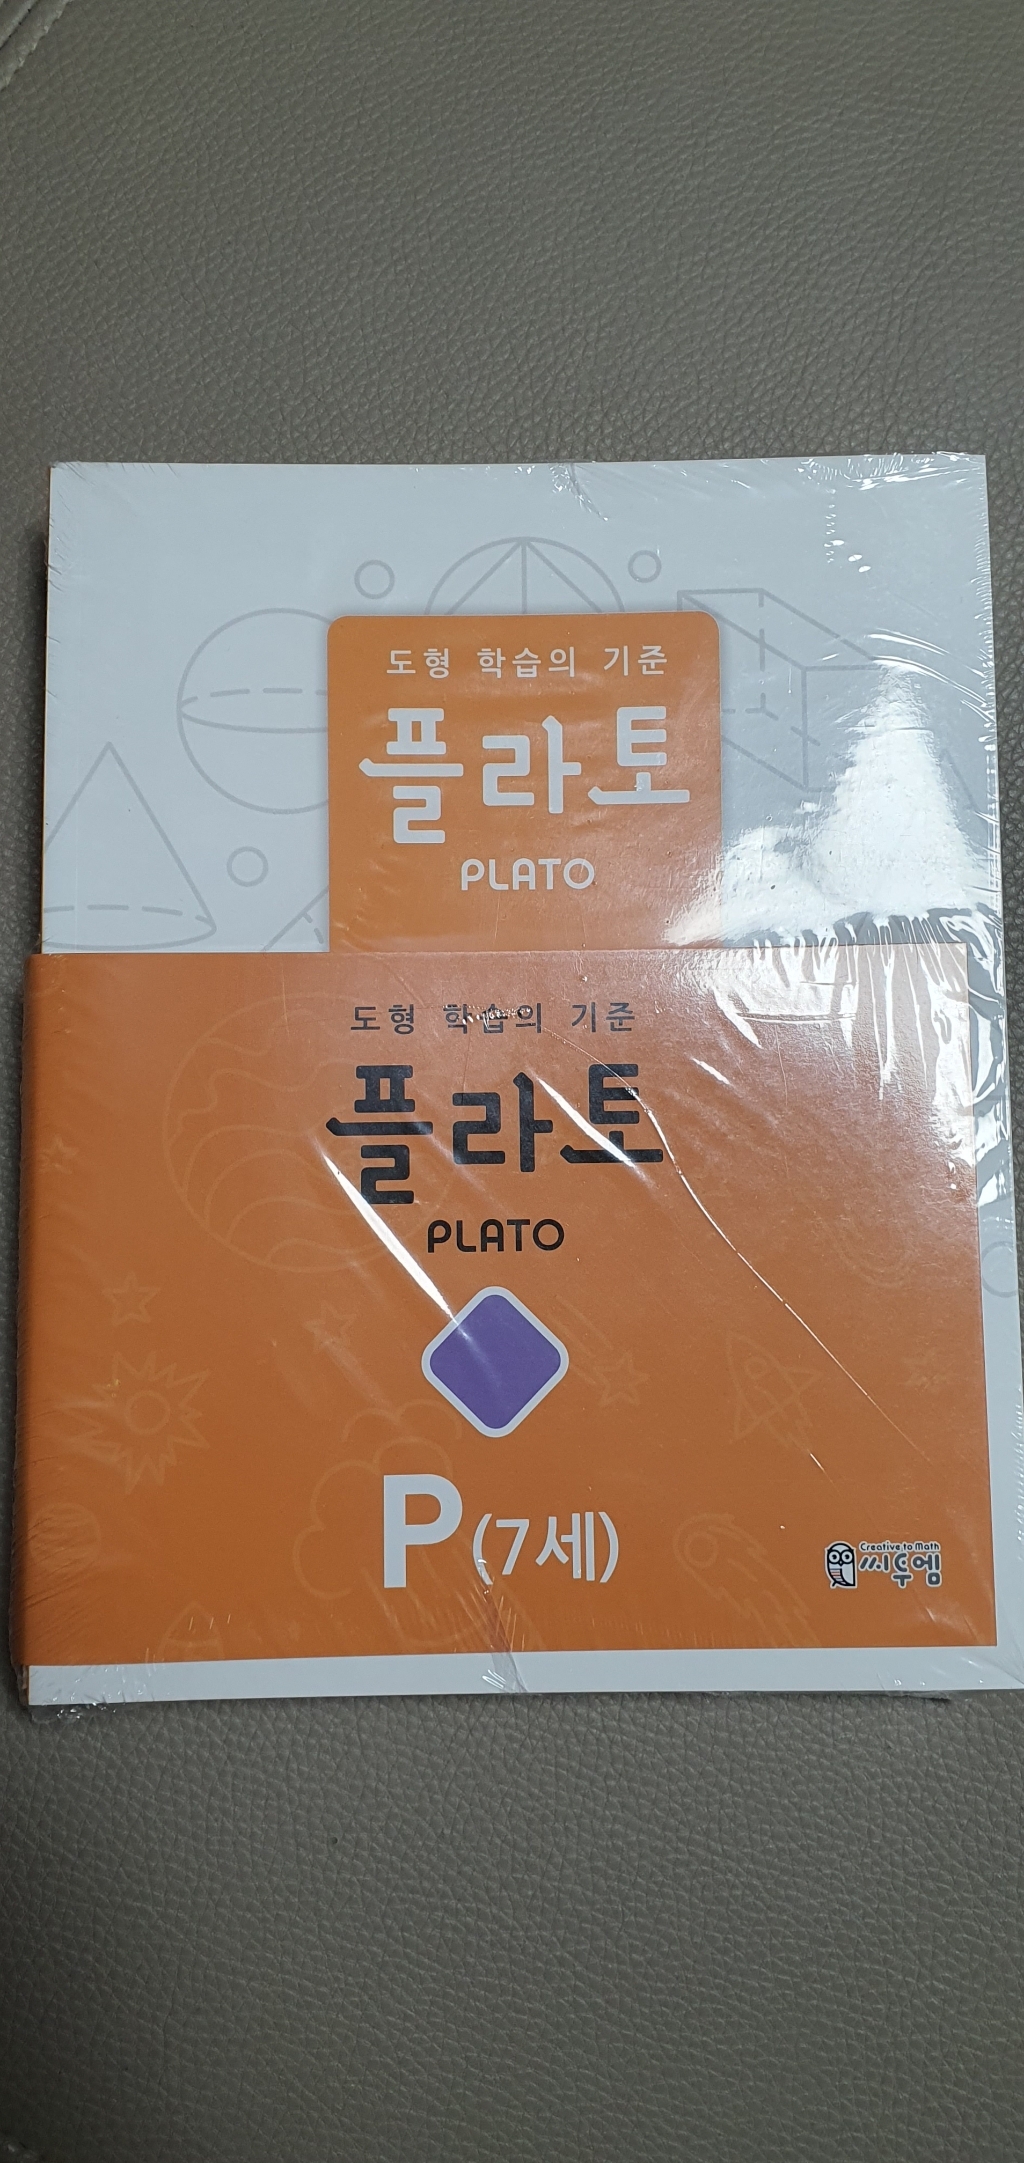 도형 학습의 기준
플라토
PLATO
도형 학습의 기준
플라토
PLATO
P (7세)
Creative to Math
씨투엠